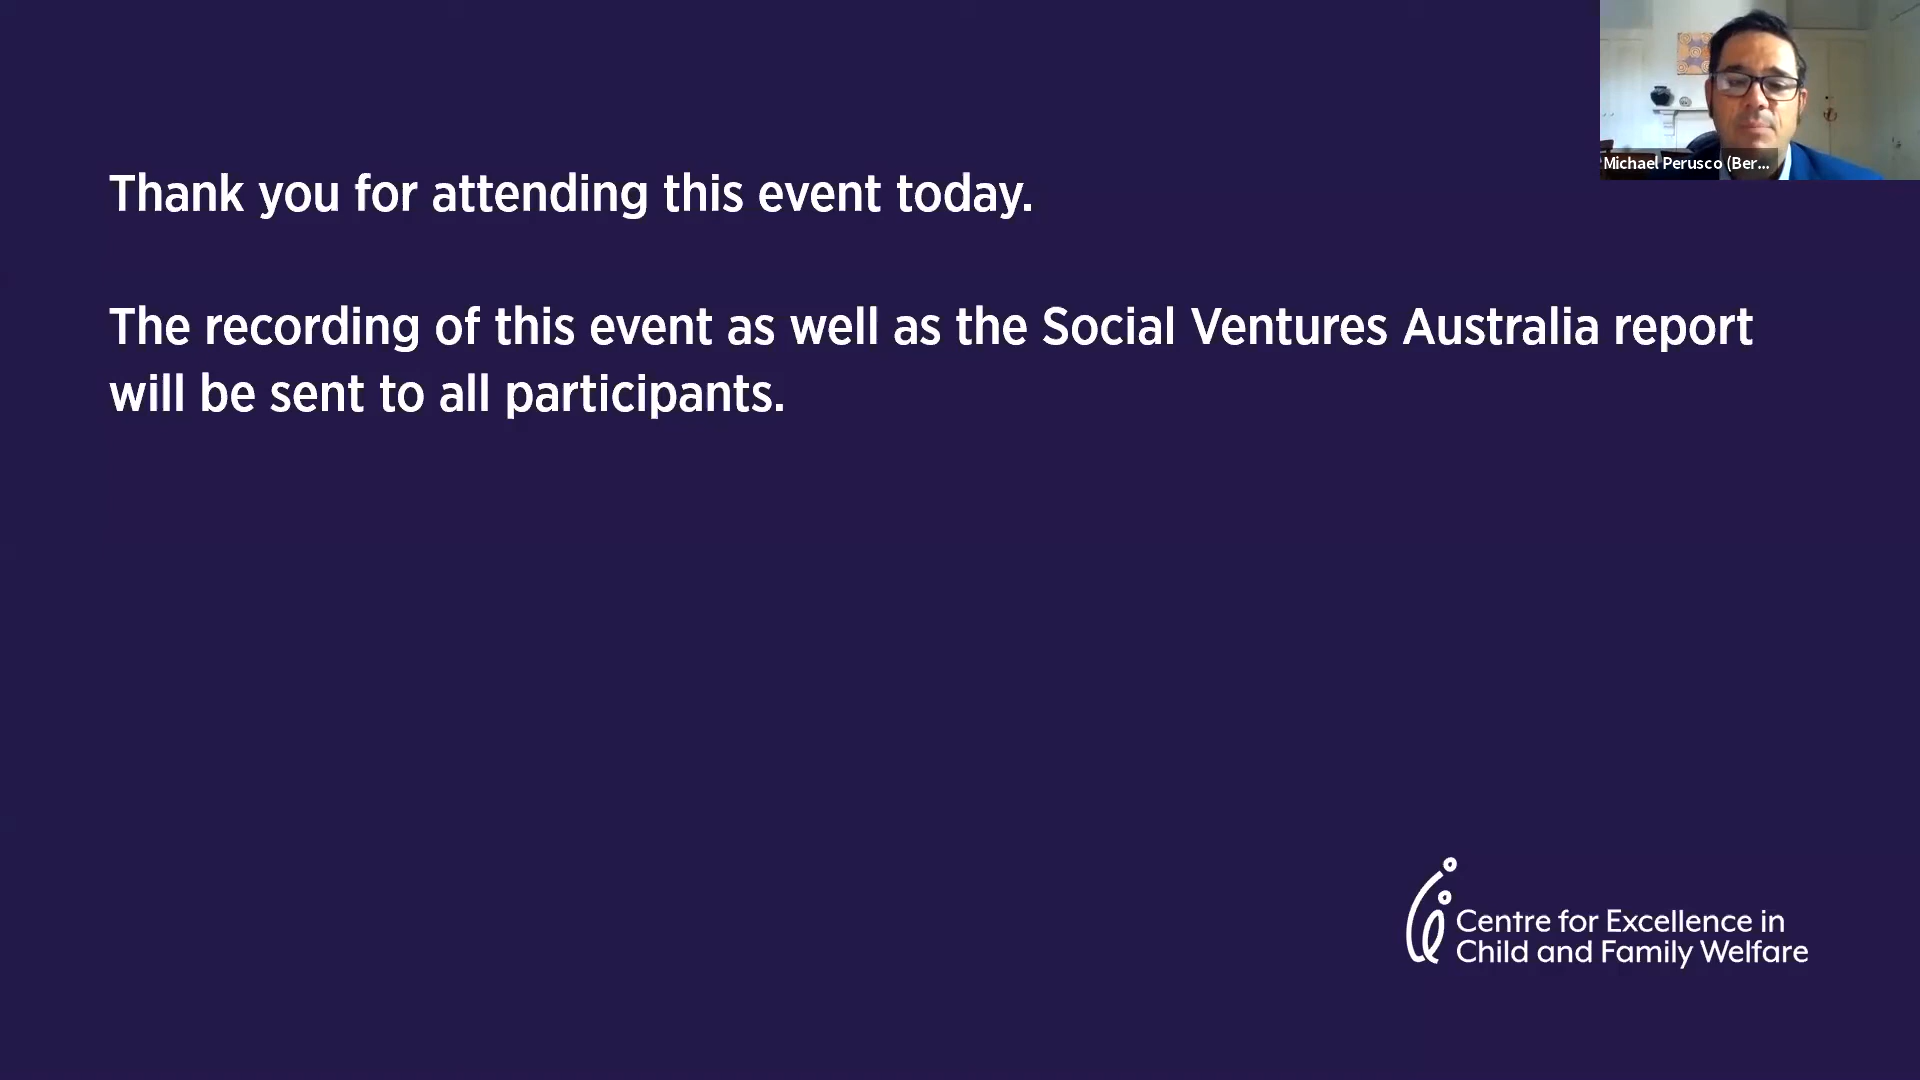 Michael Perusco (Ber...
Thank you for attending this event today.
The recording of this event as well as the Social Ventures Australia report
will be sent to all participants.
Centre for Excellence in
Child and Family Welfare